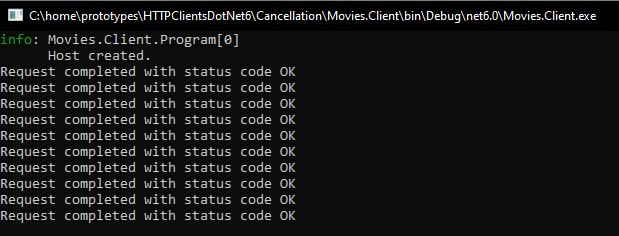 C:\home\prototypes\HTTPClientsDotNet6\Cancellation\Movies.Client\bin\Debug\net6.0\Movies.Client.exe
info: Movies.Client.Program[0]
      Host created.
Request completed with status code OK
Request completed with status code OK
Request completed with status code OK
Request completed with status code OK
Request completed with status code OK
Request completed with status code OK
Request completed with status code OK
Request completed with status code OK
Request completed with status code OK
Request completed with status code OK